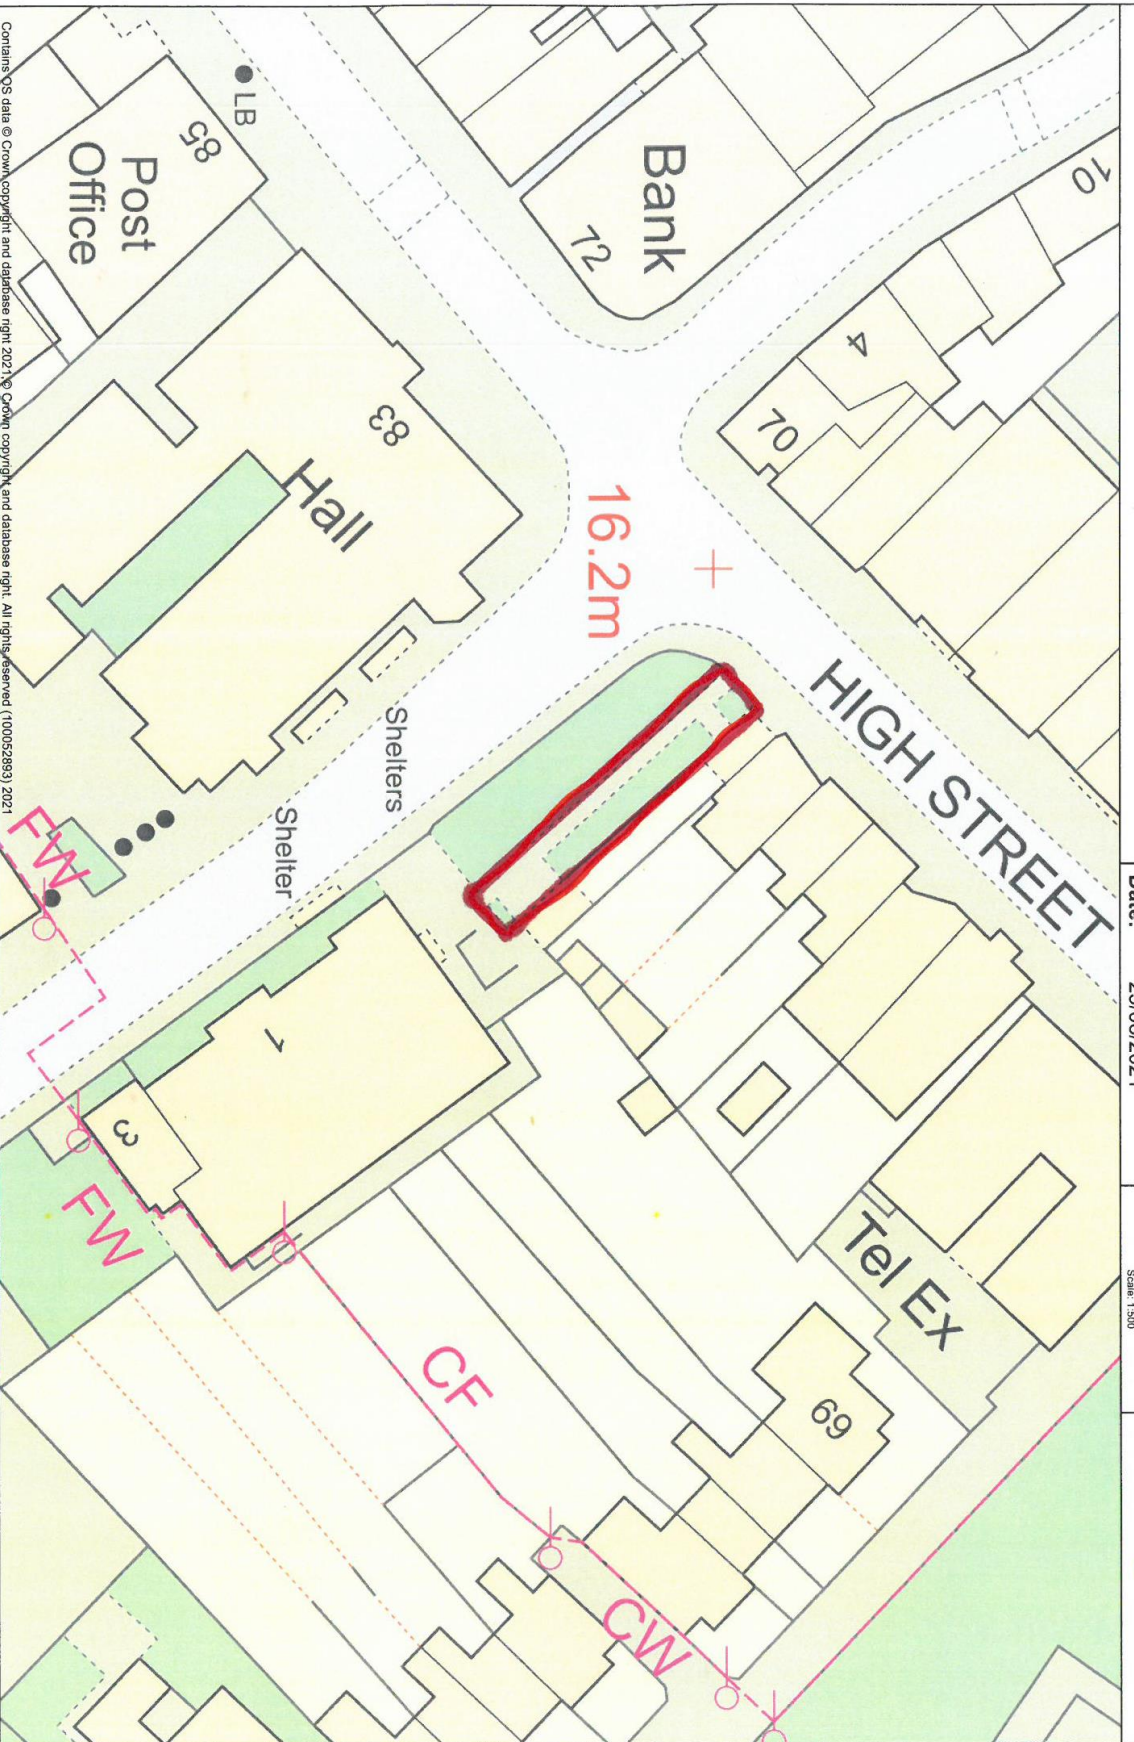 Contains OS data © Crown copyright and database right 2021.© Crown copyright and database right. All rights reserved (100052893) 2021
Scale: 1:500
LB
85
Post
Office
Bank
72
10
4
70
83
Hall
16.2m
HIGH STREET
Shelters
Shelter
FW
1
3
FW
Tel Ex
69
CF
CW